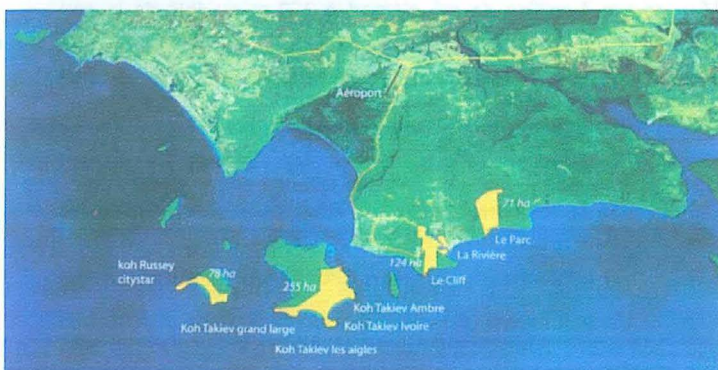 Aéroport
71 ha
Le Parc
La Rivière
124 ha
Le Cliff
koh Russey
citystar
78 ha
255 ha
Koh Takiev Ambre
Koh Takiev grand large
Koh Takiev Ivoire
Koh Takiev les aigles